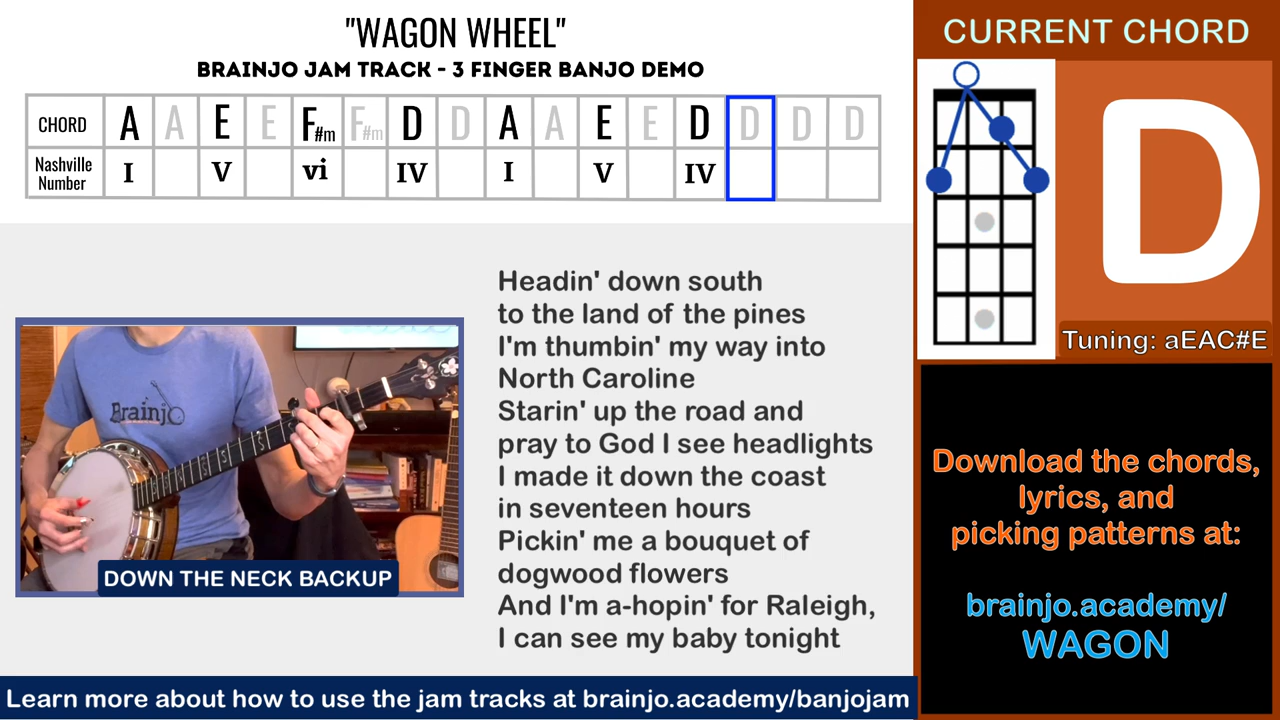 "WAGON WHEEL"
BRAINJO JAM TRACK - 3 FINGER BANJO DEMO
CHORD A A E E F#m F#m D D A A E E D D D D
Nashville Number I V vi IV I V IV
CURRENT CHORD
D
Tuning: aEAC#E
Headin' down south
to the land of the pines
I'm thumbin' my way into
North Caroline
Starin' up the road and
pray to God I see headlights
I made it down the coast
in seventeen hours
Pickin' me a bouquet of
dogwood flowers
And I'm a-hopin' for Raleigh,
I can see my baby tonight
Brainjo
DOWN THE NECK BACKUP
Download the chords,
lyrics, and
picking patterns at:
brainjo.academy/
WAGON
Learn more about how to use the jam tracks at brainjo.academy/banjojam